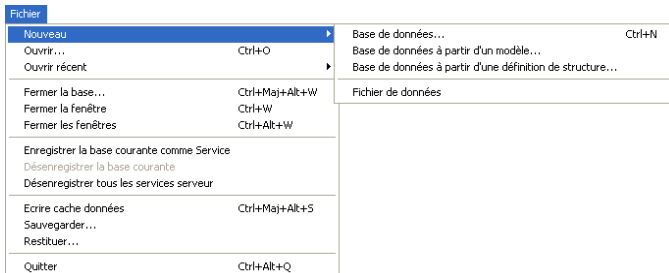 Fichier
Nouveau
Ouvrir... Ctrl+O
Ouvrir récent
Fermer la base... Ctrl+Maj+Alt+W
Fermer la fenêtre Ctrl+W
Fermer les fenêtres Ctrl+Alt+W
Enregistrer la base courante comme Service
Désenregistrer la base courante
Désenregistrer tous les services serveur
Ecrire cache données Ctrl+Maj+Alt+S
Sauvegarder...
Restituer...
Quitter Ctrl+Alt+Q
Base de données... Ctrl+N
Base de données à partir d'un modèle...
Base de données à partir d'une définition de structure...
Fichier de données